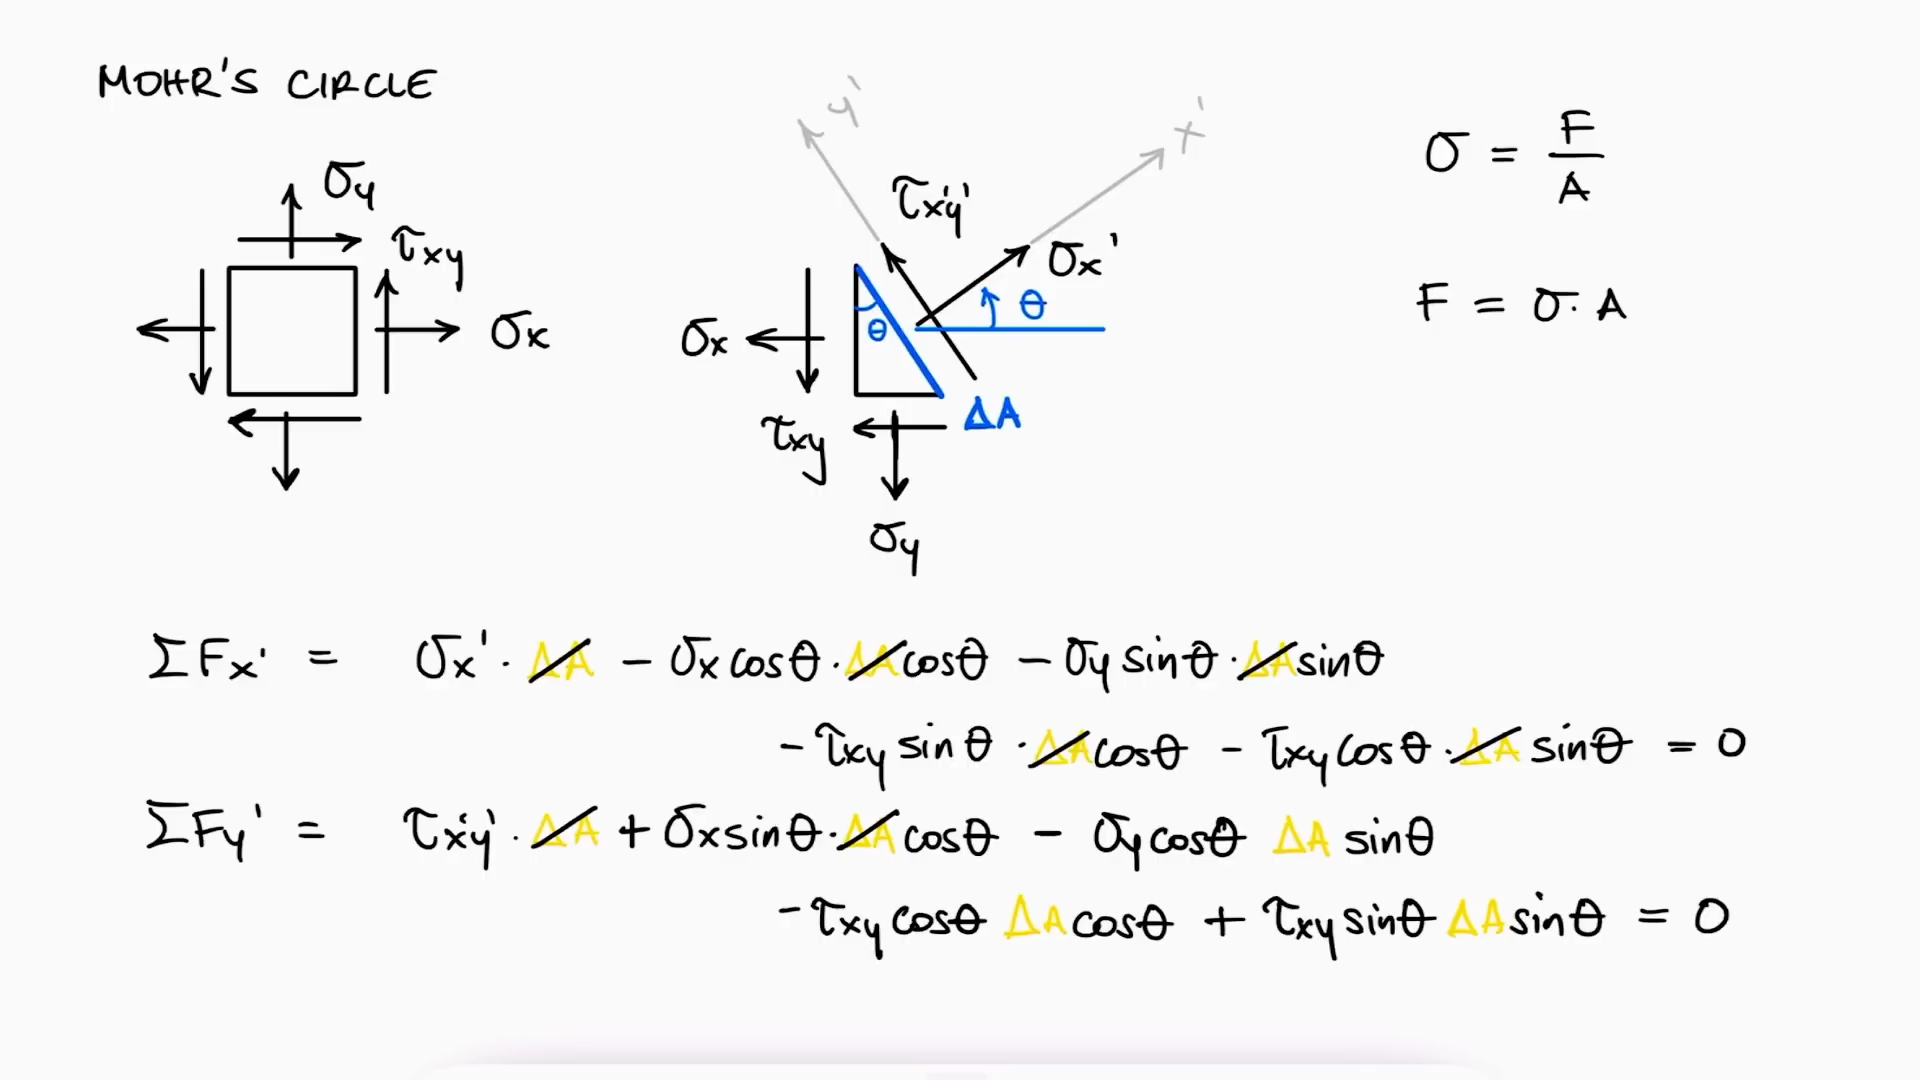 MOHR'S CIRCLE
σy
τxy
σx
y'
x'
τx'y'
σx'
θ
θ
σx
ΔA
τxy
σy
σ = F/A
F = σ · A
ΣFx' = σx' · ΔA − σx cosθ · ΔA cosθ − σy sinθ · ΔA sinθ
− τxy sinθ · ΔA cosθ − τxy cosθ · ΔA sinθ = 0
ΣFy' = τx'y' · ΔA + σx sinθ · ΔA cosθ − σy cosθ ΔA sinθ
− τxy cosθ ΔA cosθ + τxy sinθ ΔA sinθ = 0